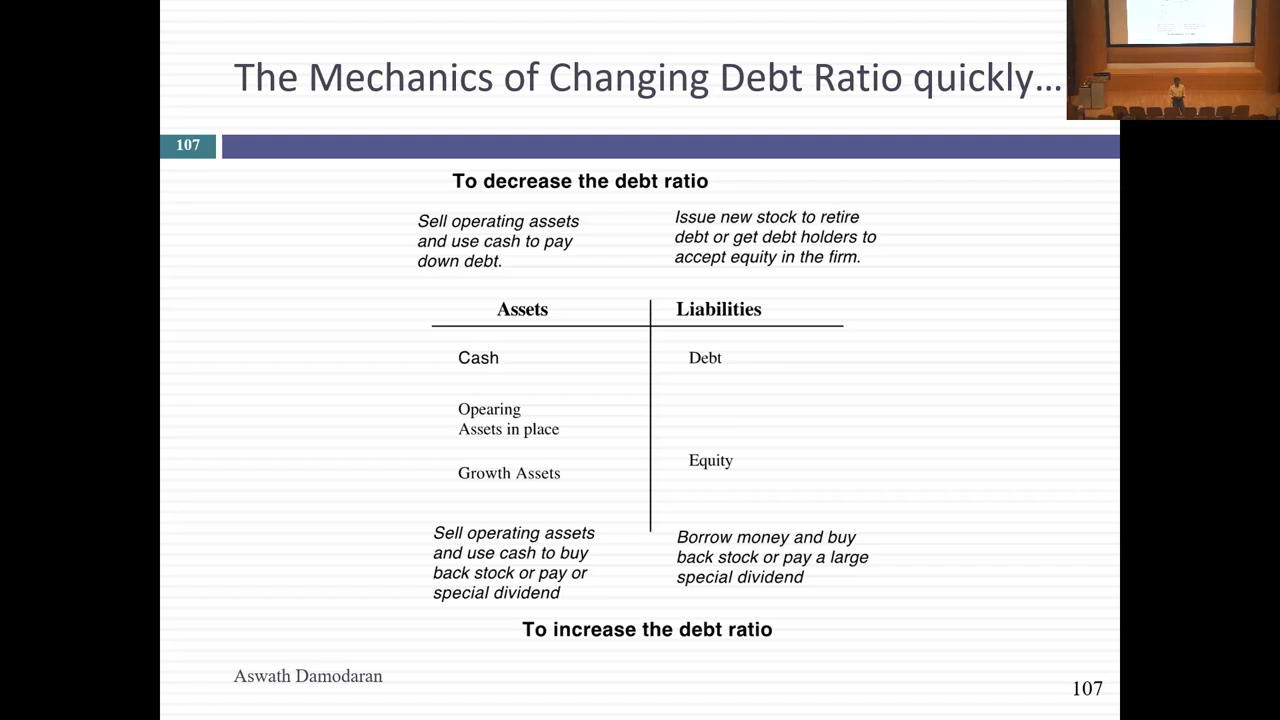 The Mechanics of Changing Debt Ratio quickly…
107
To decrease the debt ratio
Sell operating assets
and use cash to pay
down debt.
Issue new stock to retire
debt or get debt holders to
accept equity in the firm.
Assets
Liabilities
Cash
Debt
Opearing
Assets in place
Equity
Growth Assets
Sell operating assets
and use cash to buy
back stock or pay or
special dividend
Borrow money and buy
back stock or pay a large
special dividend
To increase the debt ratio
Aswath Damodaran
107